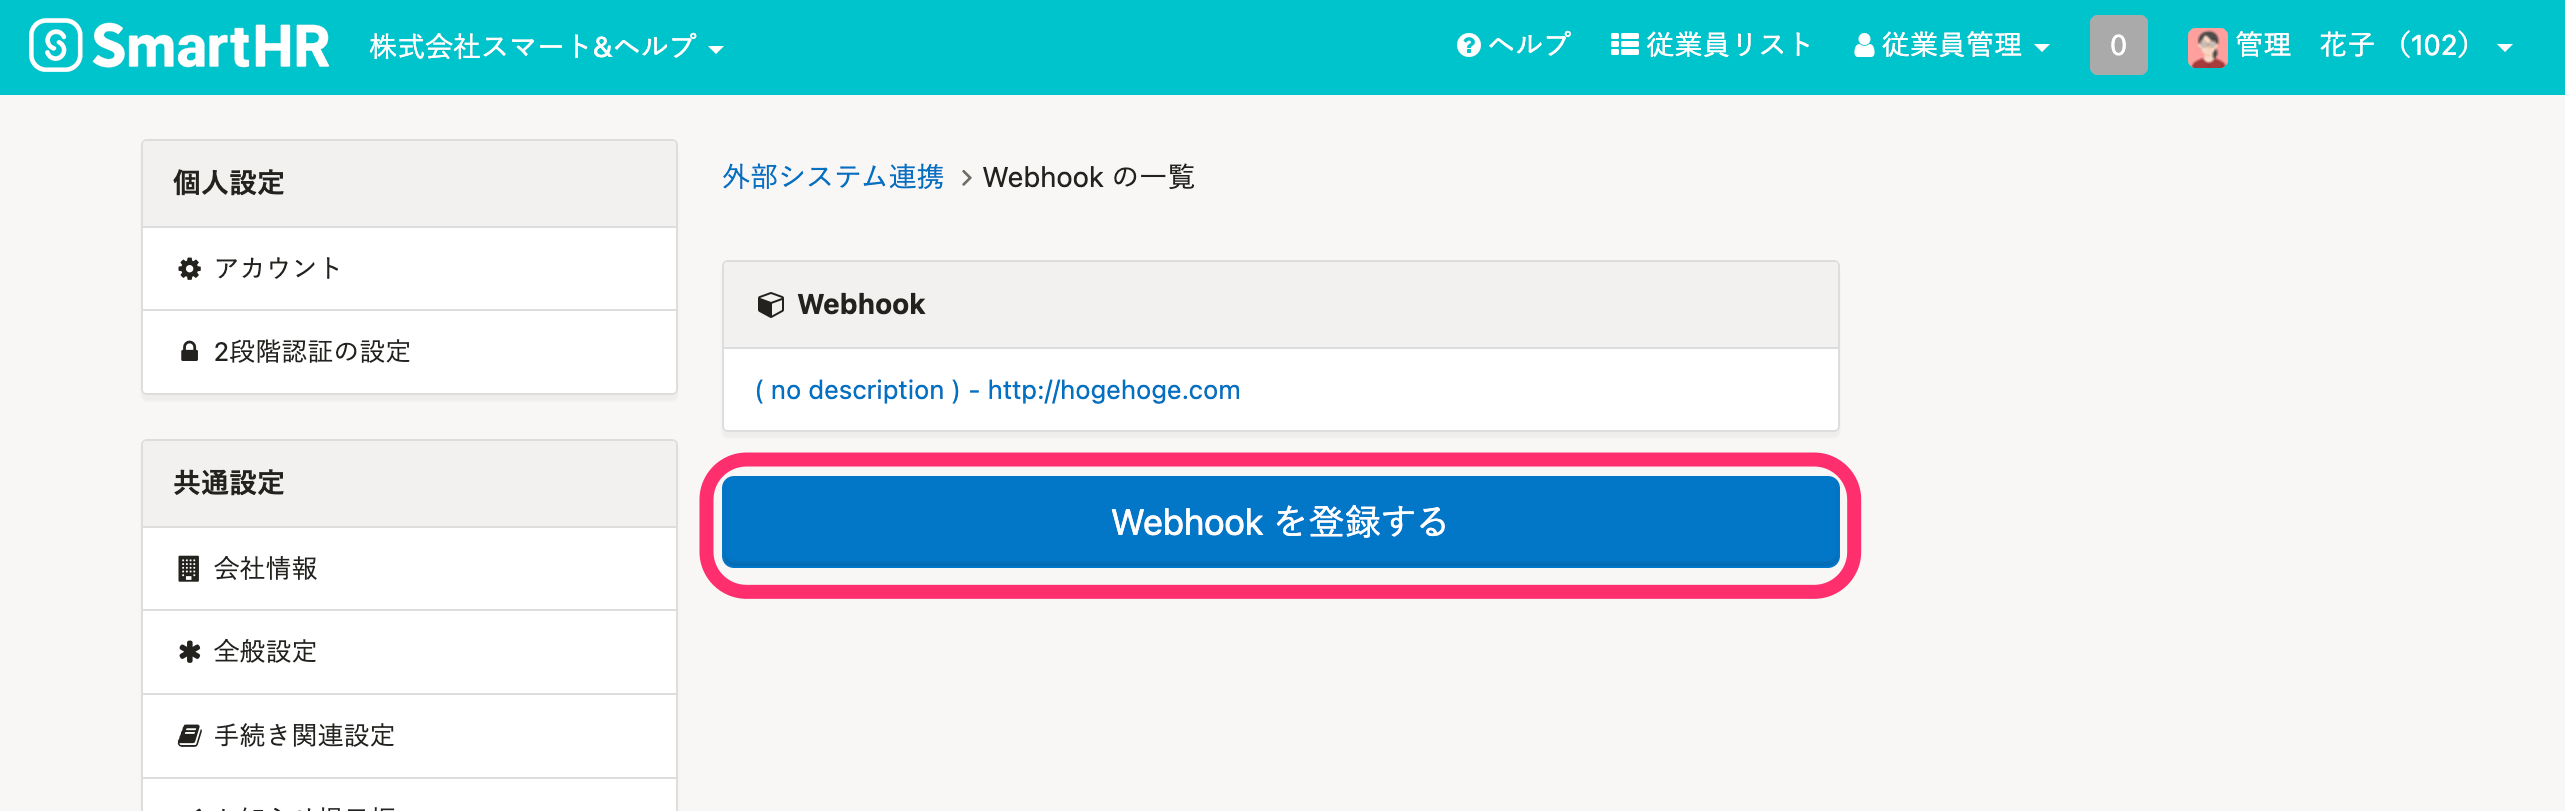 SmartHR 株式会社スマート&ヘルプ ヘルプ 従業員リスト 従業員管理 0 管理 花子 （102）
個人設定
アカウント
2段階認証の設定
共通設定
会社情報
全般設定
手続き関連設定
外部システム連携 > Webhook の一覧
Webhook
( no description ) - http://hogehoge.com
Webhook を登録する